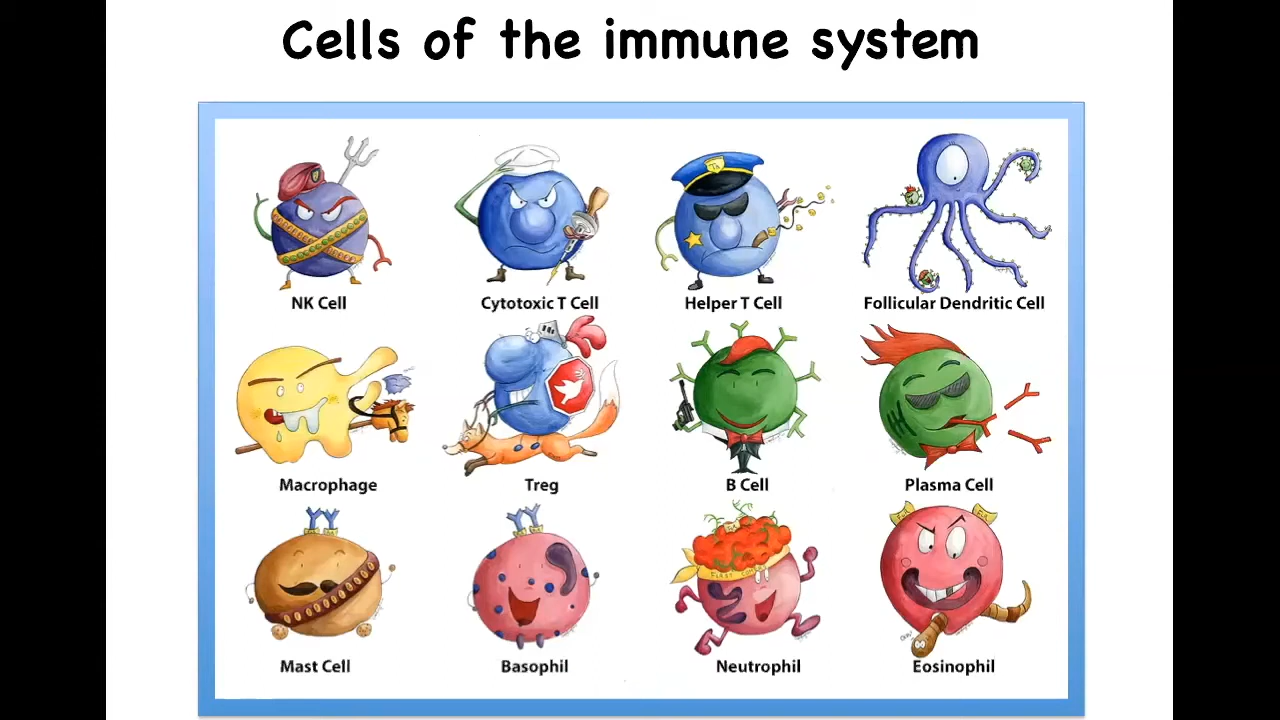 Cells of the immune system
NK Cell
Cytotoxic T Cell
Helper T Cell
Follicular Dendritic Cell
Macrophage
Treg
B Cell
Plasma Cell
Mast Cell
Basophil
Neutrophil
Eosinophil